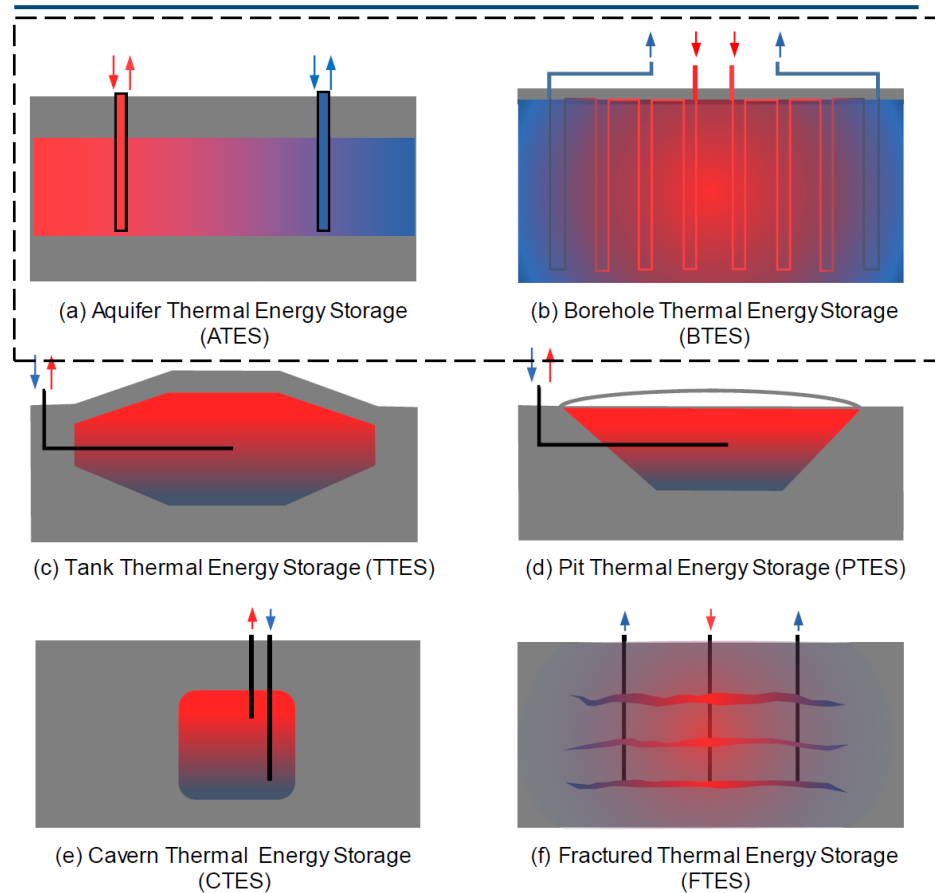 (a) Aquifer Thermal Energy Storage
(ATES)
(b) Borehole Thermal Energy Storage
(BTES)
(c) Tank Thermal Energy Storage (TTES)
(d) Pit Thermal Energy Storage (PTES)
(e) Cavern Thermal Energy Storage
(CTES)
(f) Fractured Thermal Energy Storage
(FTES)